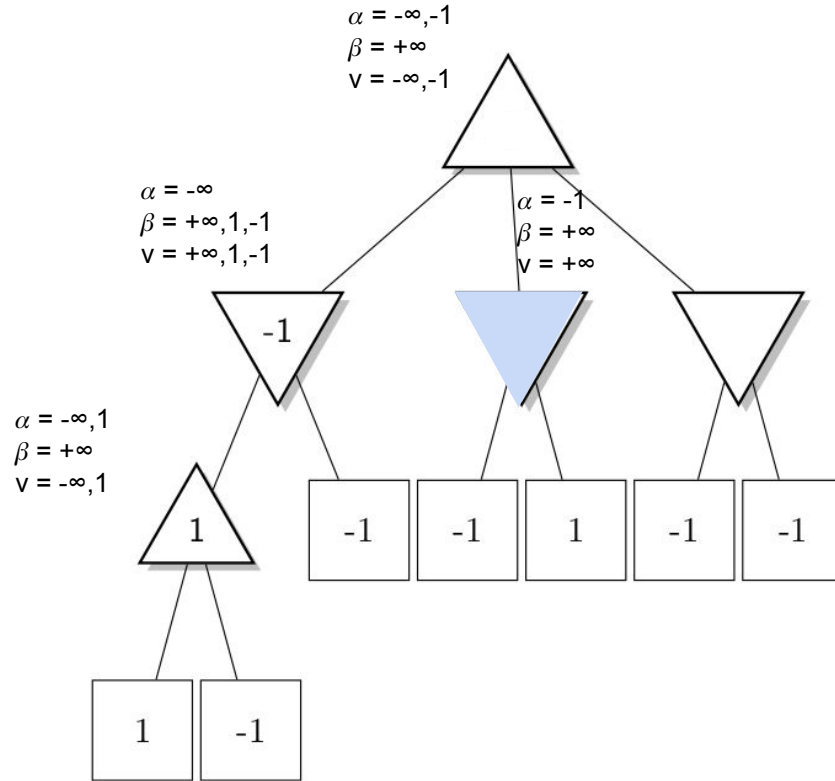 α = -∞,-1
β = +∞
v = -∞,-1
α = -∞
β = +∞,1,-1
v = +∞,1,-1
α = -1
β = +∞
v = +∞
-1
α = -∞,1
β = +∞
v = -∞,1
1
-1
-1
1
-1
-1
1
-1